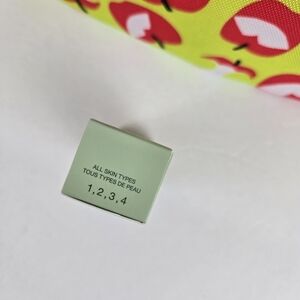 ALL SKIN TYPES
TOUS TYPES DE PEAU
1,2,3,4